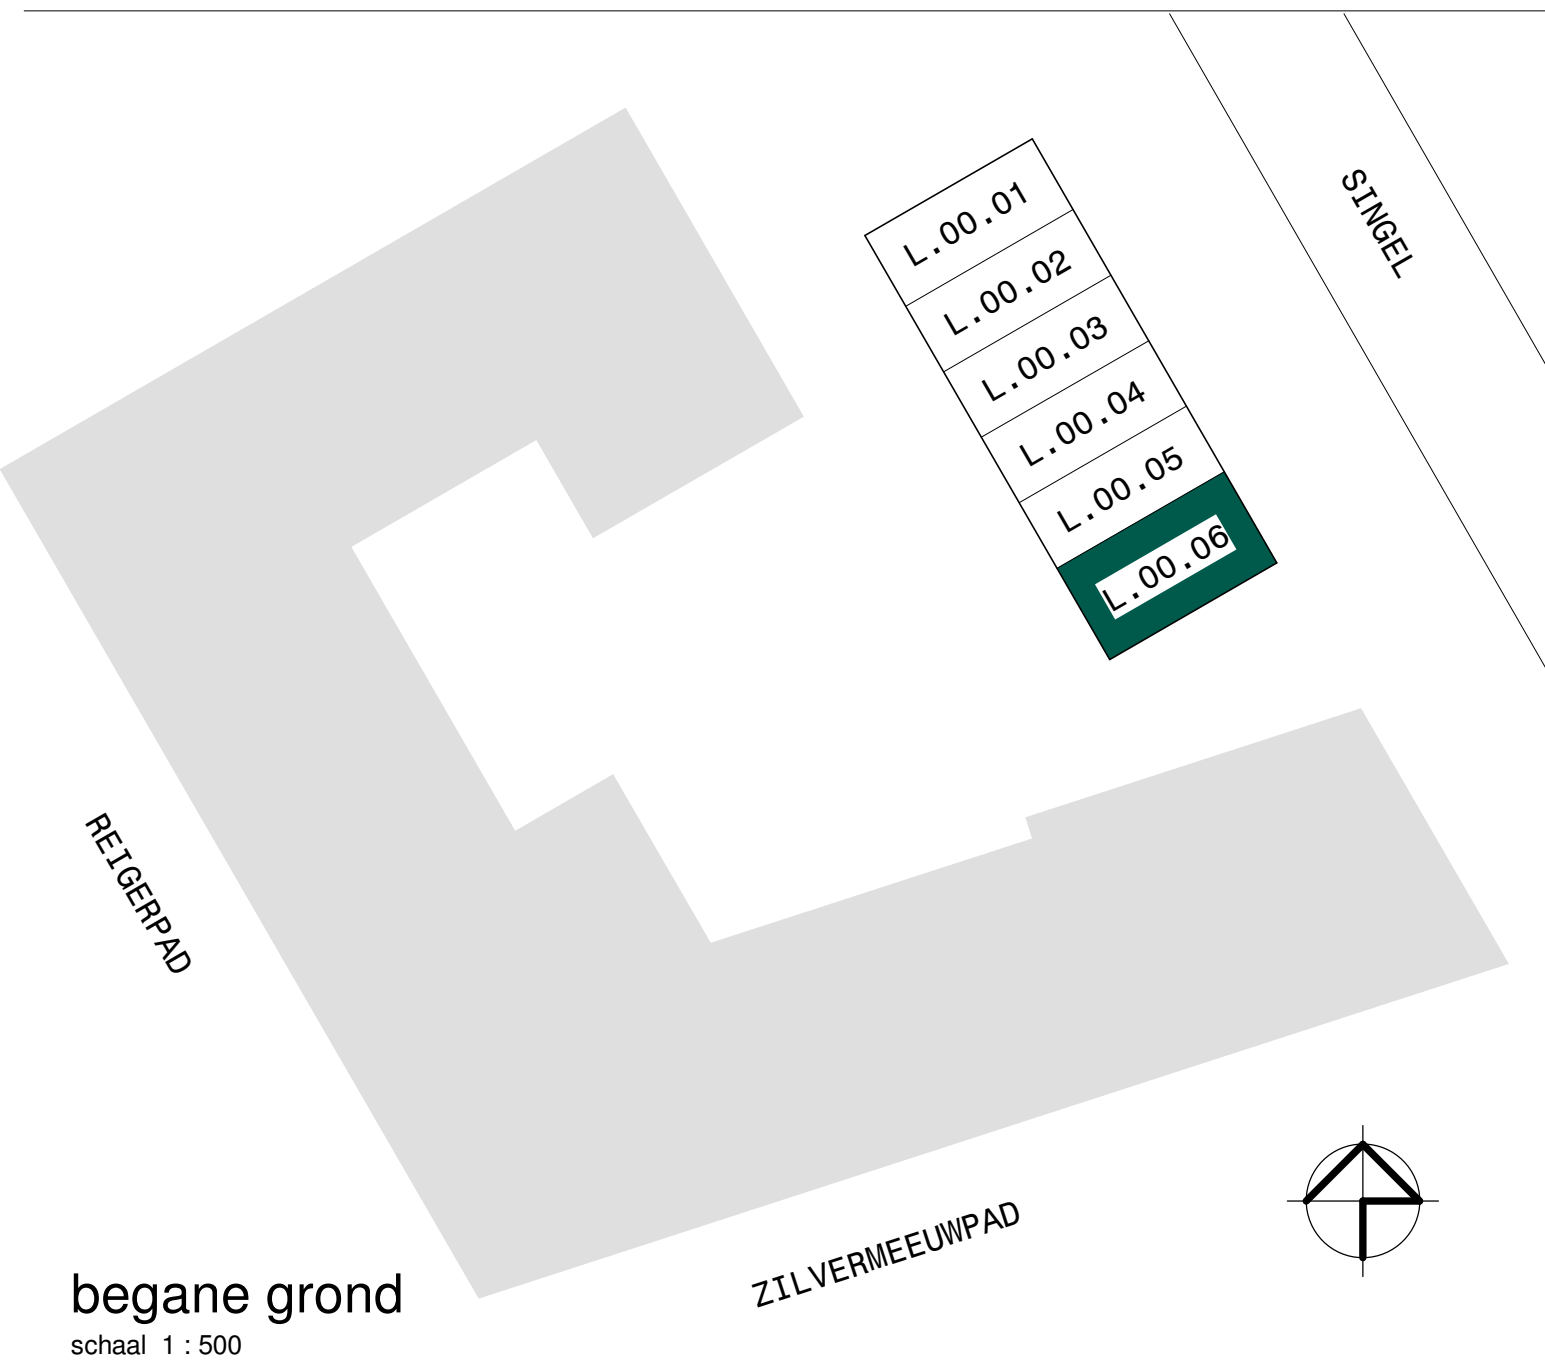 SINGEL
L.00.01
L.00.02
L.00.03
L.00.04
L.00.05
L.00.06
REIGERPAD
ZILVERMEEUWPAD
begane grond
schaal 1 : 500